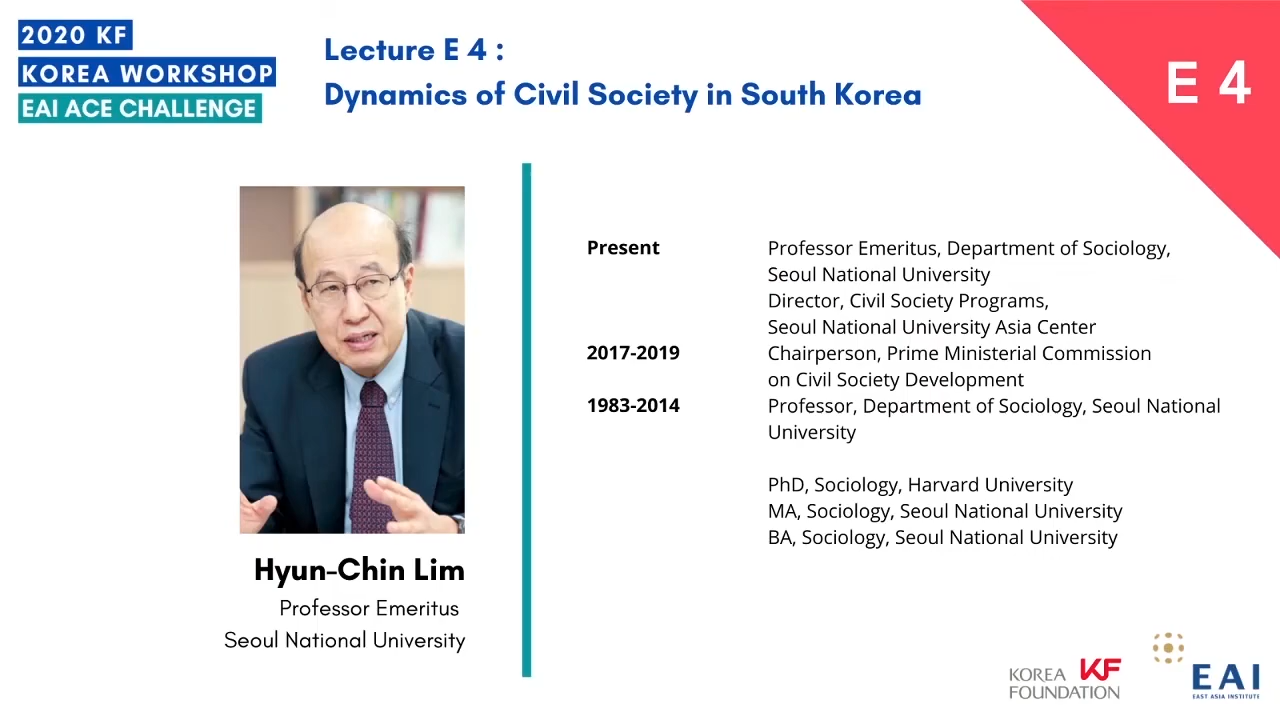 2020 KF
KOREA WORKSHOP
EAI ACE CHALLENGE
Lecture E 4 :
Dynamics of Civil Society in South Korea
E 4
Hyun-Chin Lim
Professor Emeritus
Seoul National University
Present
Professor Emeritus, Department of Sociology,
Seoul National University
Director, Civil Society Programs,
Seoul National University Asia Center
2017-2019
Chairperson, Prime Ministerial Commission
on Civil Society Development
1983-2014
Professor, Department of Sociology, Seoul National
University
PhD, Sociology, Harvard University
MA, Sociology, Seoul National University
BA, Sociology, Seoul National University
KOREA KF
FOUNDATION
EAI
EAST ASIA INSTITUTE